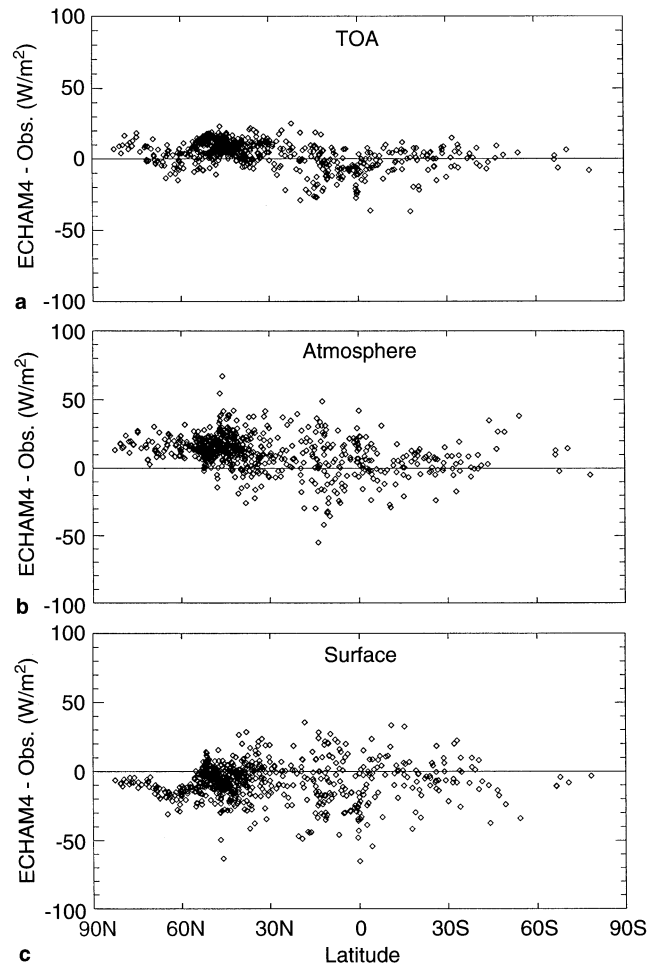 100
TOA
50
0
-50
-100
ECHAM4 - Obs. (W/m²)
a
100
Atmosphere
50
0
-50
-100
ECHAM4 - Obs. (W/m²)
b
100
Surface
50
0
-50
-100
ECHAM4 - Obs. (W/m²)
90N 60N 30N 0 30S 60S 90S
c
Latitude